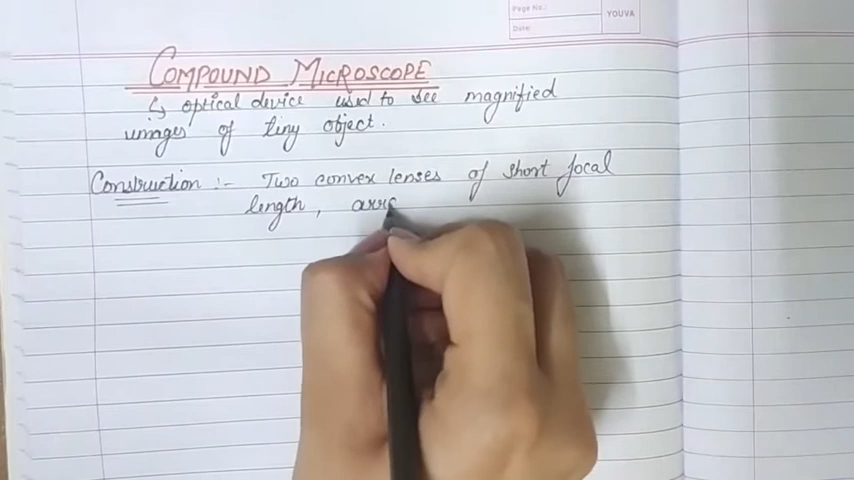 Page No.:
Date:
YOUVA
COMPOUND MICROSCOPE
↳ optical device used to see magnified
images of tiny object.
Construction :- Two convex lenses of short focal
length, arra